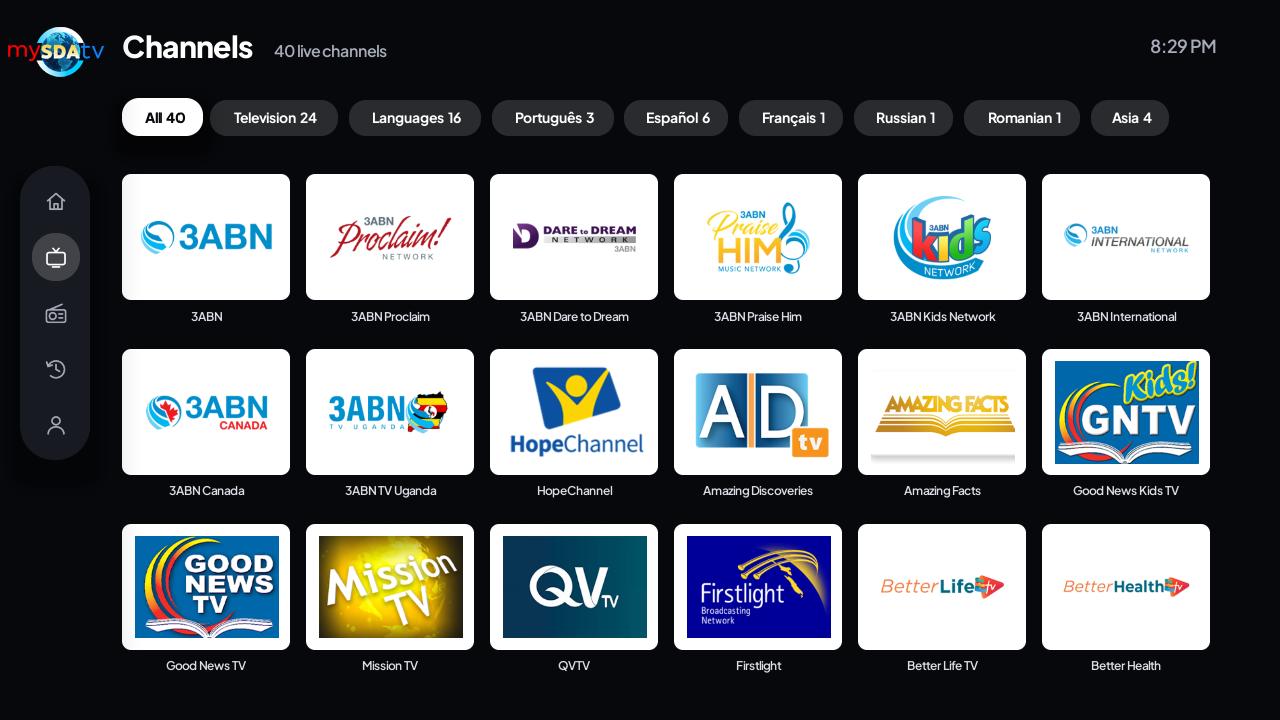 mySDAtv
Channels
40 live channels
8:29 PM
All 40
Television 24
Languages 16
Português 3
Español 6
Français 1
Russian 1
Romanian 1
Asia 4
3ABN
3ABN
Proclaim!
NETWORK
DARE to DREAM
NETWORK
3ABN
3ABN
Praise
HIM
MUSIC NETWORK
3ABN
kids
NETWORK
3ABN
INTERNATIONAL
NETWORK
3ABN
3ABN Proclaim
3ABN Dare to Dream
3ABN Praise Him
3ABN Kids Network
3ABN International
3ABN
CANADA
3ABN
TV UGANDA
HopeChannel
AD
tv
AMAZING FACTS
Kids!
GNTV
3ABN Canada
3ABN TV Uganda
HopeChannel
Amazing Discoveries
Amazing Facts
Good News Kids TV
GOOD
NEWS
TV
Mission
TV
QVTV
Firstlight
Broadcasting
Network
BetterLife tv
BetterHealth tv
Good News TV
Mission TV
QVTV
Firstlight
Better Life TV
Better Health